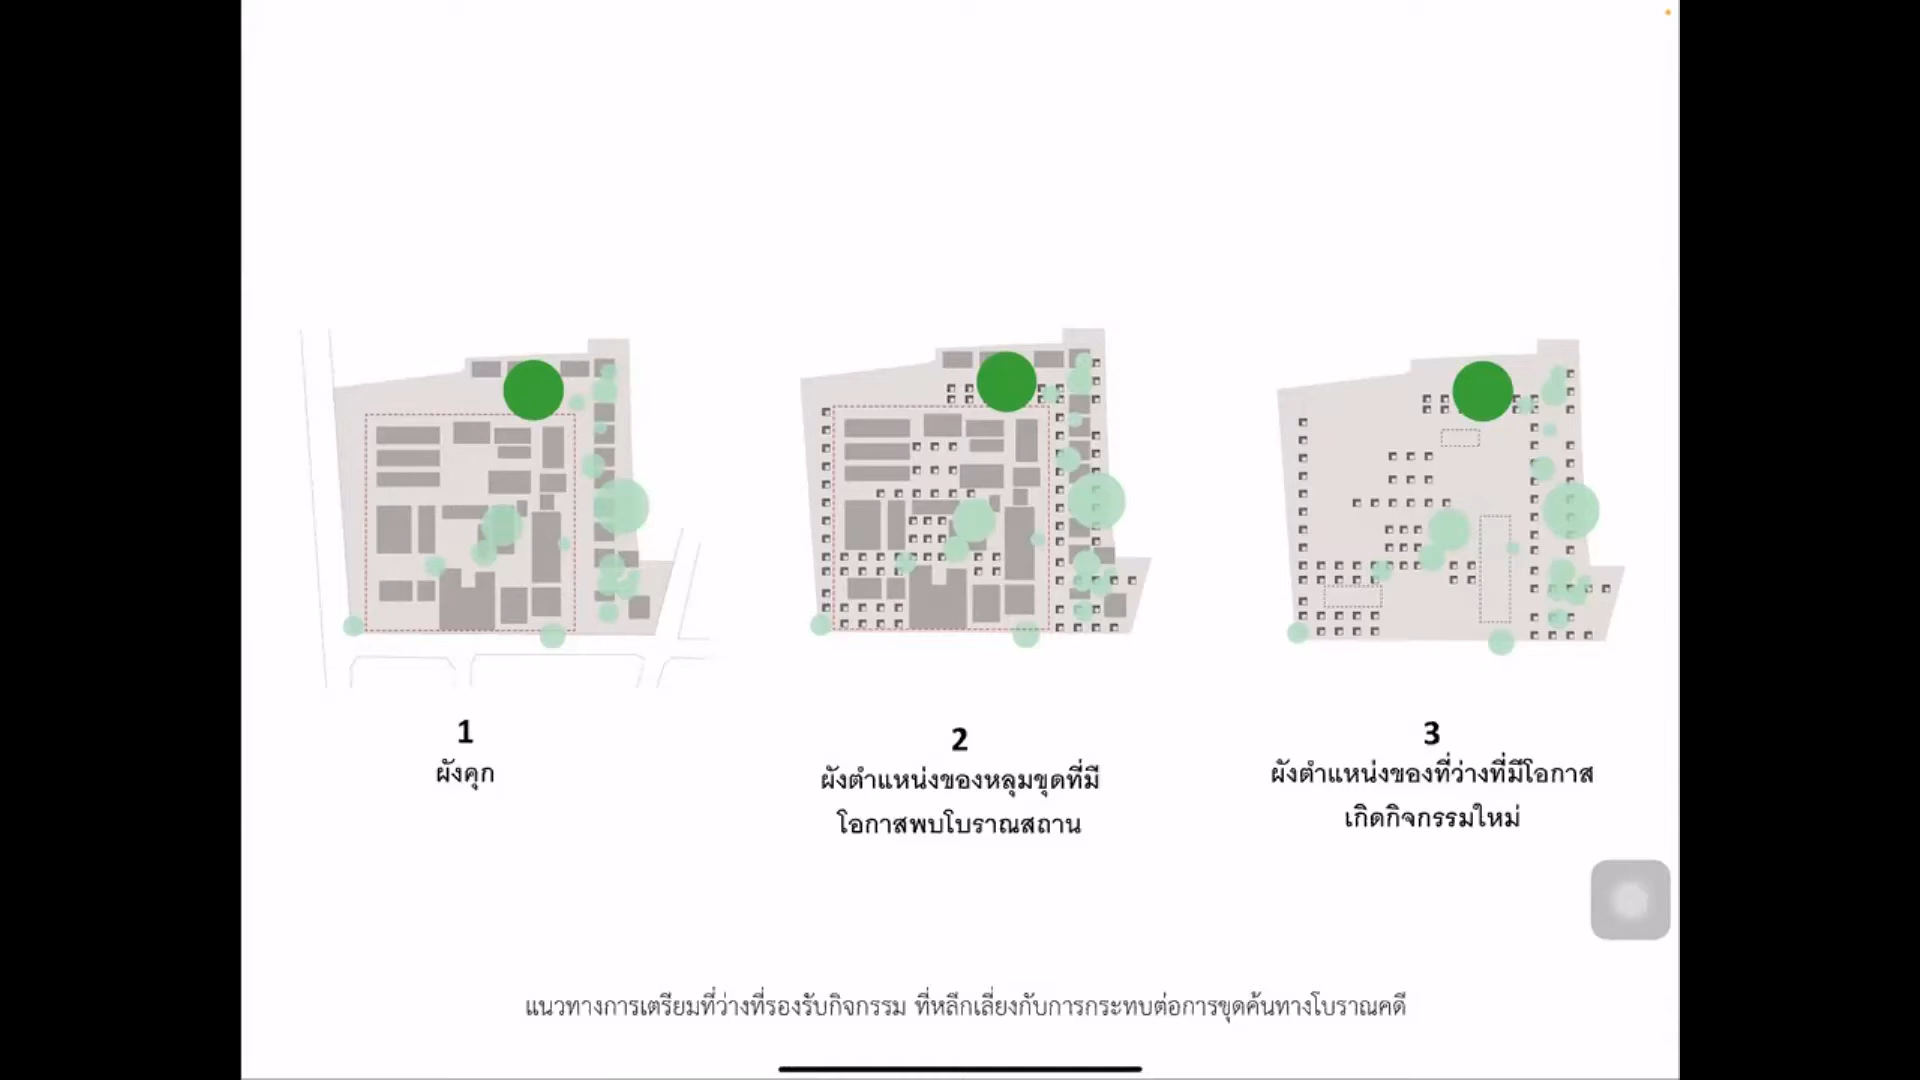 1
ผังคุก
2
ผังตำแหน่งของหลุมขุดที่มี
โอกาสพบโบราณสถาน
3
ผังตำแหน่งของที่ว่างที่มีโอกาส
เกิดกิจกรรมใหม่
แนวทางการเตรียมที่ว่างที่รองรับกิจกรรม ที่หลีกเลี่ยงกับการกระทบต่อการขุดค้นทางโบราณคดี